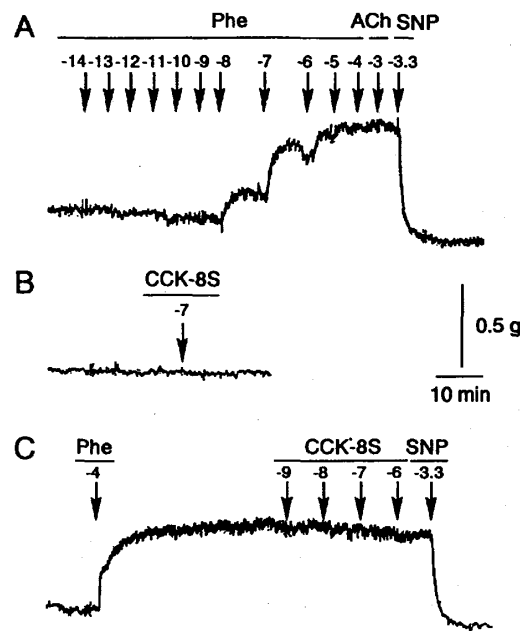 A Phe ACh SNP
-14 -13 -12 -11 -10 -9 -8 -7 -6 -5 -4 -3 -3.3
B CCK-8S
-7
0.5 g
10 min
C Phe CCK-8S SNP
-4 -9 -8 -7 -6 -3.3